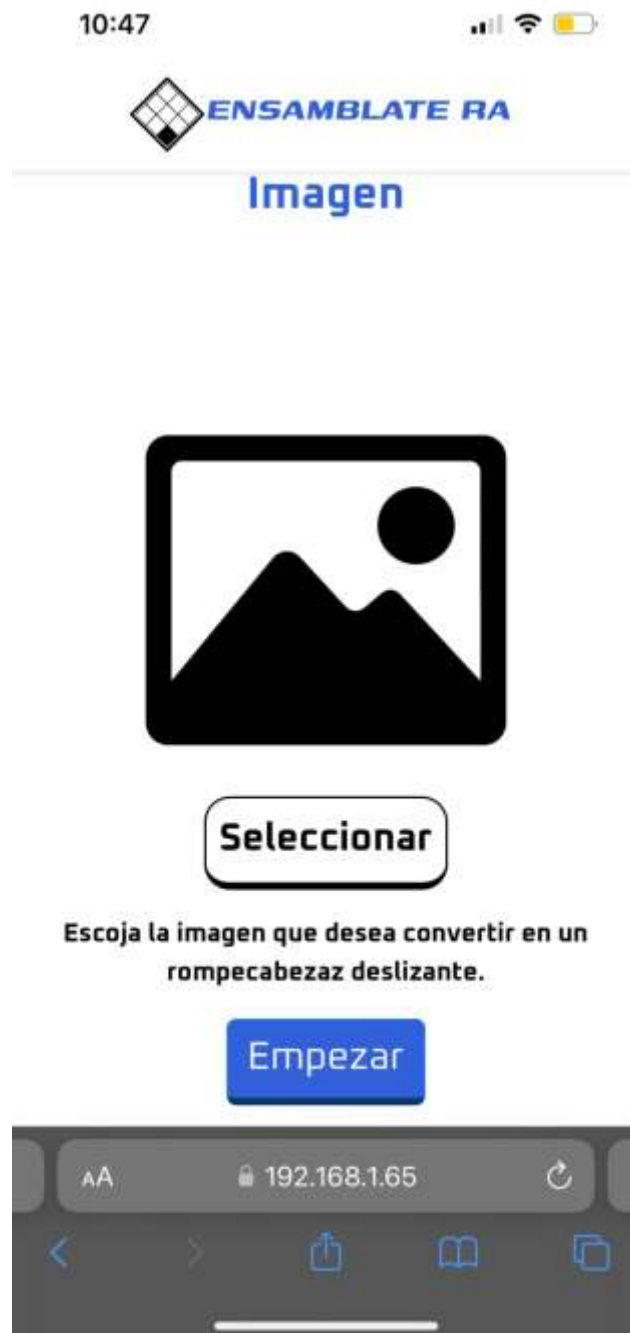 10:47
ENSAMBLATE RA
Imagen
Seleccionar
Escoja la imagen que desea convertir en un
rompecabezaz deslizante.
Empezar
AA
192.168.1.65